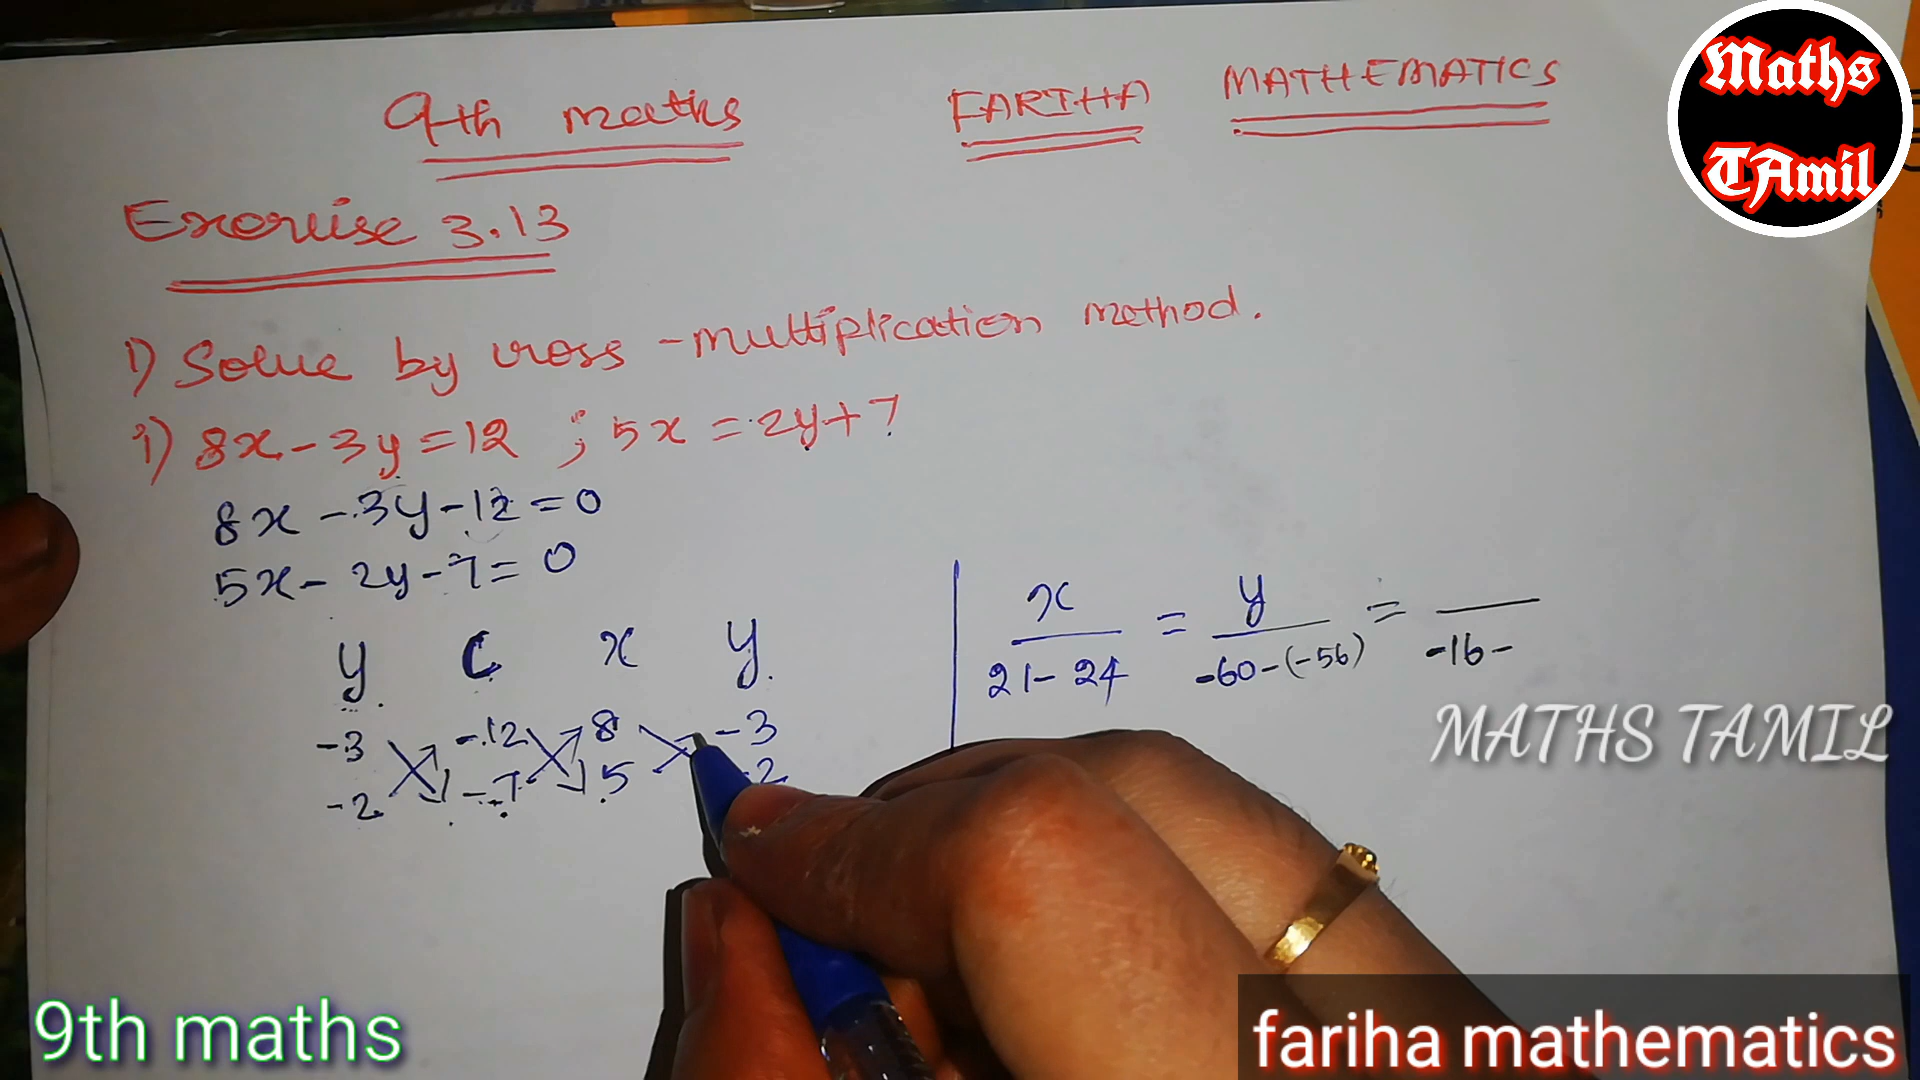 Maths
TAmil
9th maths FARIHA MATHEMATICS
Exercise 3.13
1) Solve by cross-multiplication method.
i) 8x - 3y = 12 ; 5x = 2y + 7
8x - 3y - 12 = 0
5x - 2y - 7 = 0
y c x y
-3 -12 8 -3
-2 -7 5 -2
x = y =
21 - 24 -60 - (-56) -16 -
MATHS TAMIL
9th maths
fariha mathematics